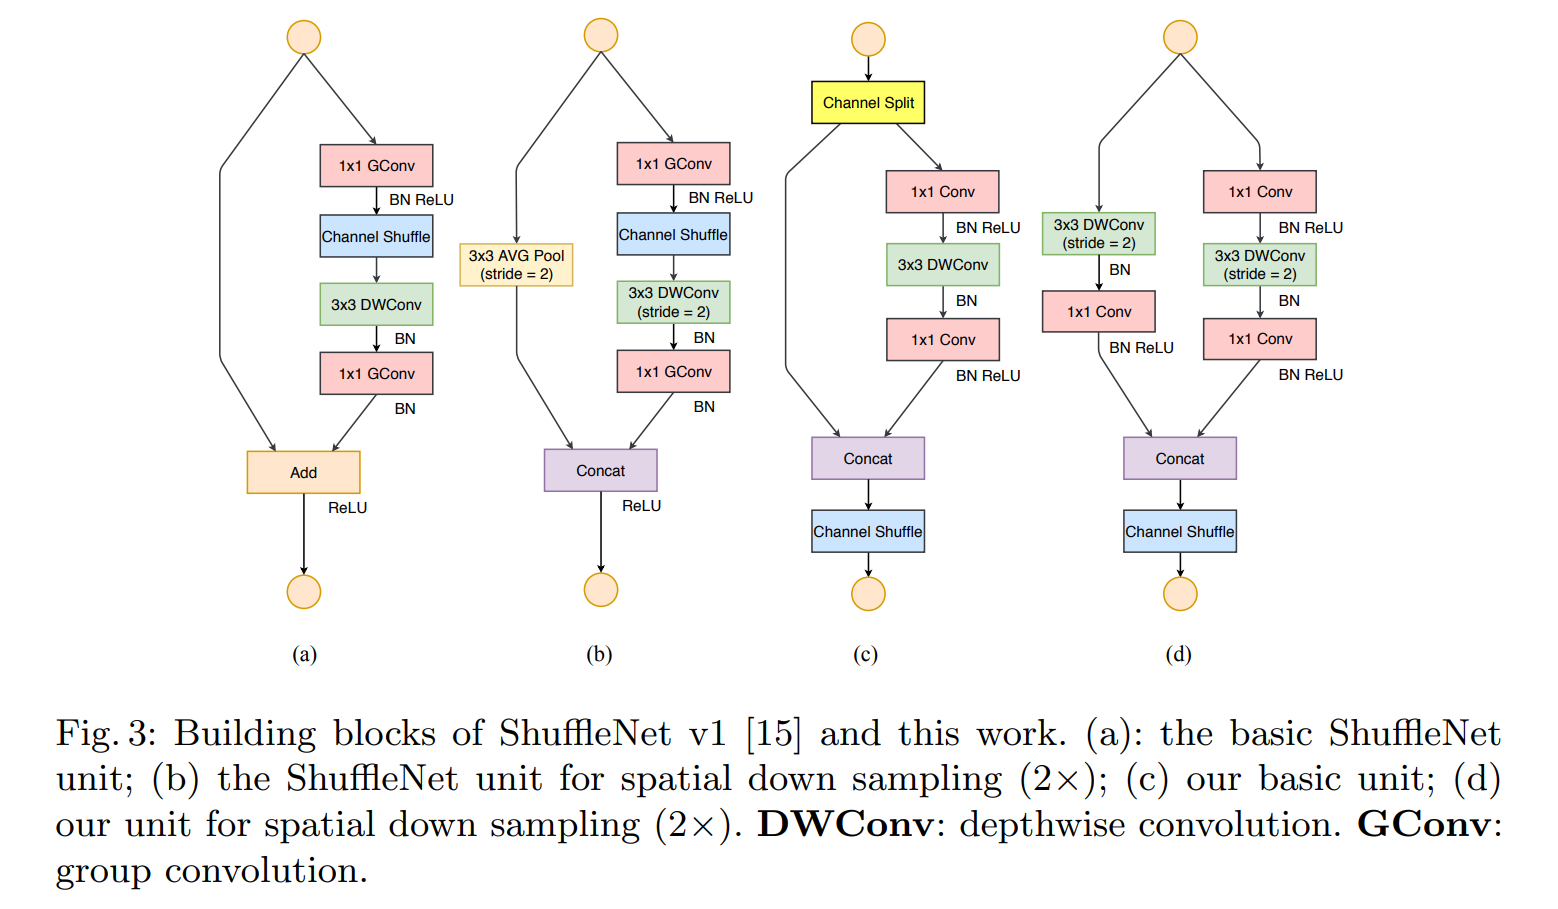 1x1 GConv
BN ReLU
Channel Shuffle
3x3 DWConv
BN
1x1 GConv
BN
Add
ReLU
(a)
1x1 GConv
BN ReLU
Channel Shuffle
3x3 AVG Pool
(stride = 2)
3x3 DWConv
(stride = 2)
BN
1x1 GConv
BN
Concat
ReLU
(b)
Channel Split
1x1 Conv
BN ReLU
3x3 DWConv
BN
1x1 Conv
BN ReLU
Concat
Channel Shuffle
(c)
3x3 DWConv
(stride = 2)
BN
1x1 Conv
BN ReLU
1x1 Conv
BN ReLU
3x3 DWConv
(stride = 2)
BN
1x1 Conv
BN ReLU
Concat
Channel Shuffle
(d)
Fig. 3: Building blocks of ShuffleNet v1 [15] and this work. (a): the basic ShuffleNet
unit; (b) the ShuffleNet unit for spatial down sampling (2×); (c) our basic unit; (d)
our unit for spatial down sampling (2×). DWConv: depthwise convolution. GConv:
group convolution.